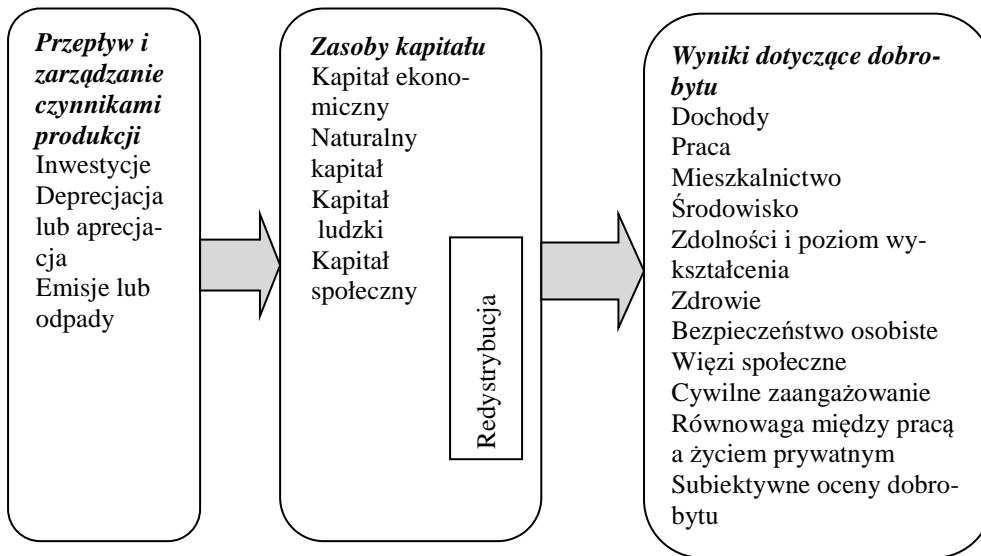 Przepływ i
zarządzanie
czynnikami
produkcji
Inwestycje
Deprecjacja
lub aprecja-
cja
Emisje lub
odpady
Zasoby kapitału
Kapitał ekono-
miczny
Naturalny
kapitał
Kapitał
ludzki
Kapitał
społeczny
Redystrybucja
Wyniki dotyczące dobro-
bytu
Dochody
Praca
Mieszkalnictwo
Środowisko
Zdolności i poziom wy-
kształcenia
Zdrowie
Bezpieczeństwo osobiste
Więzi społeczne
Cywilne zaangażowanie
Równowaga między pracą
a życiem prywatnym
Subiektywne oceny dobro-
bytu